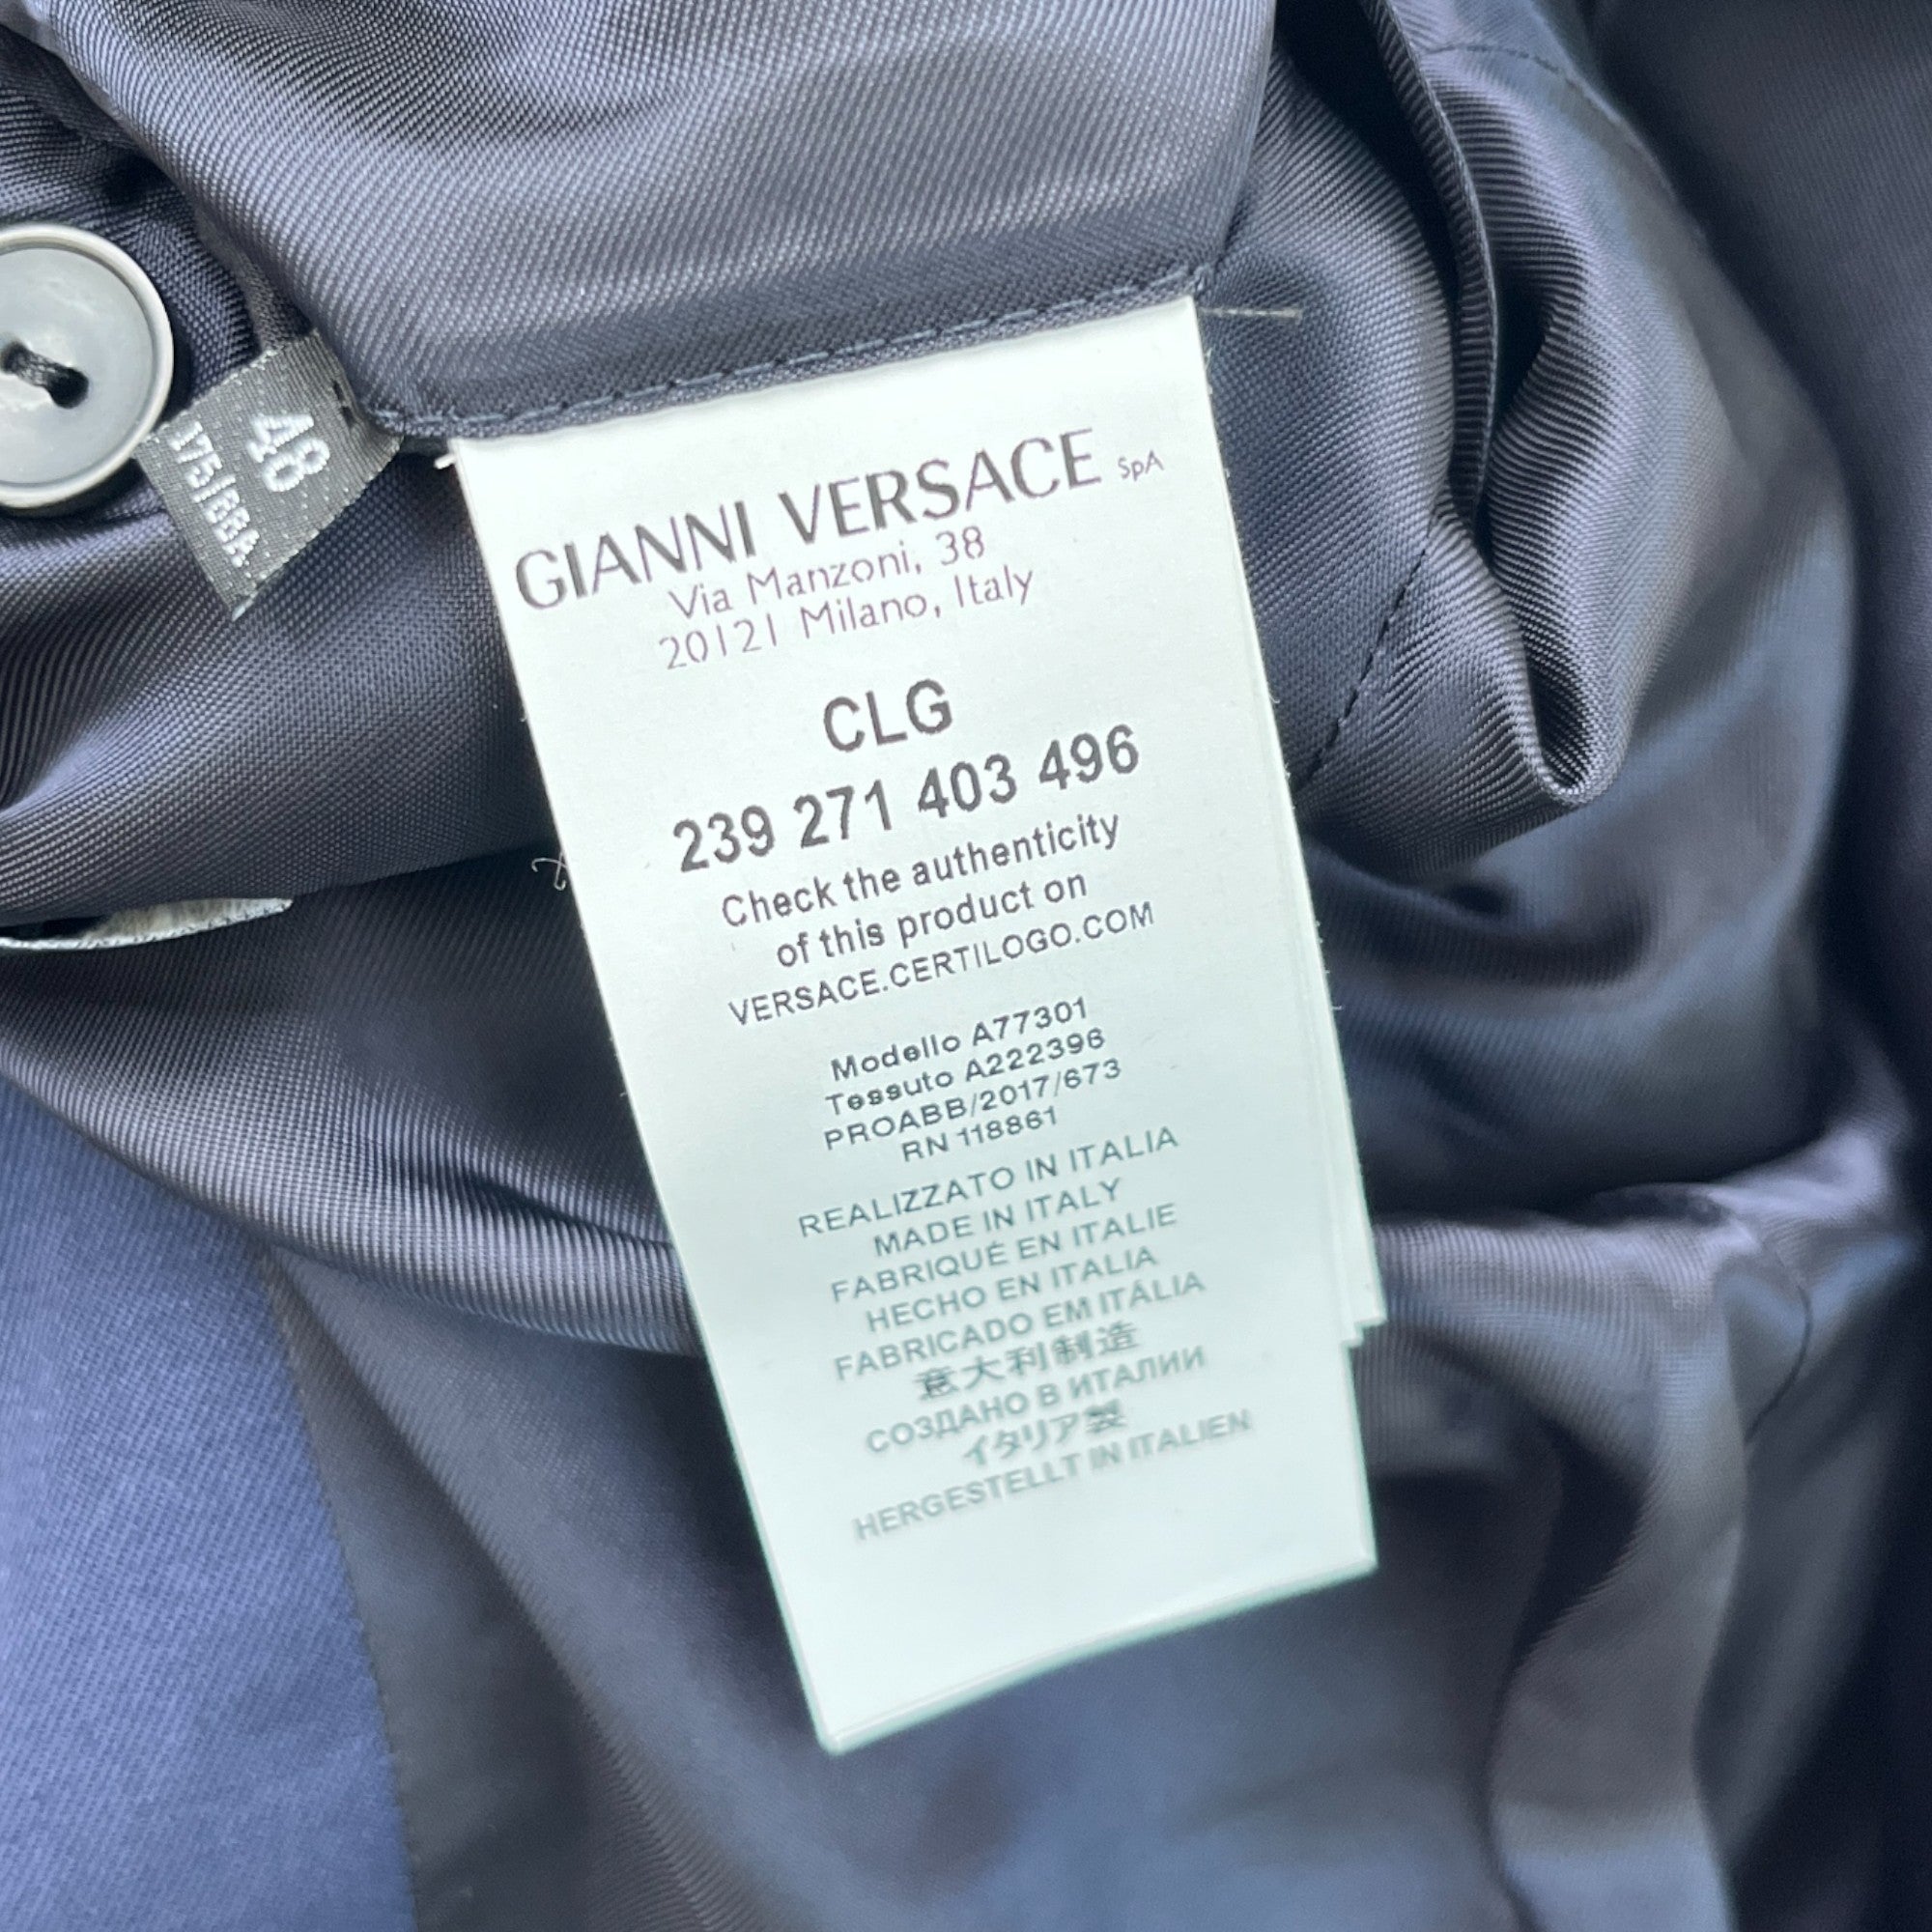 48
175/88A
GIANNI VERSACE SpA
Via Manzoni, 38
20121 Milano, Italy
CLG
239 271 403 496
Check the authenticity
of this product on
VERSACE.CERTILOGO.COM
Modello A77301
Tessuto A222396
PROABB/2017/673
RN 118861
REALIZZATO IN ITALIA
MADE IN ITALY
FABRIQUÉ EN ITALIE
HECHO EN ITALIA
FABRICADO EM ITÁLIA
意大利制造
СОЗДАНО В ИТАЛИИ
イタリア製
HERGESTELLT IN ITALIEN